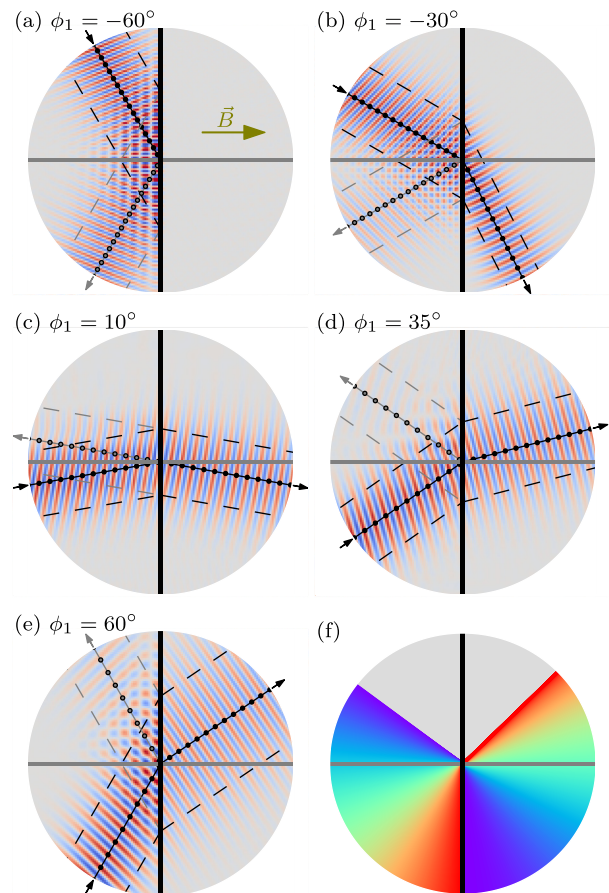 (a) ϕ₁ = −60°
(b) ϕ₁ = −30°
B⃗
(c) ϕ₁ = 10°
(d) ϕ₁ = 35°
(e) ϕ₁ = 60°
(f)